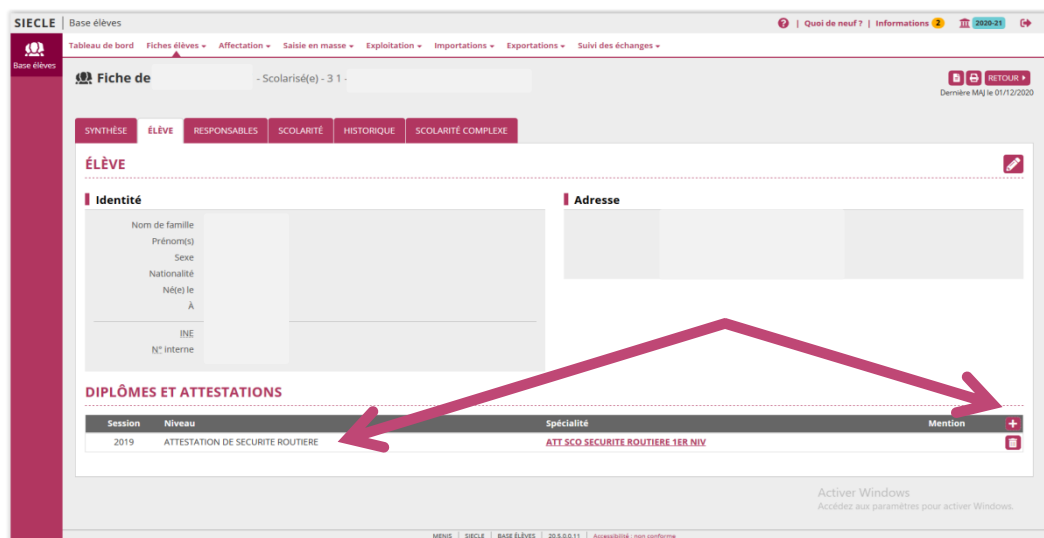 SIECLE Base élèves ? | Quoi de neuf ? | Informations 2 2020-21
Tableau de bord Fiches élèves Affectation Saisie en masse Exploitation Importations Exportations Suivi des échanges
Base élèves
Fiche de - Scolarisé(e) - 3 1 -
RETOUR
Dernière MAJ le 01/12/2020
SYNTHÈSE ÉLÈVE RESPONSABLES SCOLARITÉ HISTORIQUE SCOLARITÉ COMPLEXE
ÉLÈVE
Identité
Nom de famille
Prénom(s)
Sexe
Nationalité
Né(e) le
À
INE
N° interne
Adresse
DIPLÔMES ET ATTESTATIONS
Session Niveau Spécialité Mention +
2019 ATTESTATION DE SECURITE ROUTIERE ATT SCO SECURITE ROUTIERE 1ER NIV
Activer Windows
Accédez aux paramètres pour activer Windows.
MENJS | SIECLE | BASE ÉLÈVES | 20.5.0.0.11 | Accessibilité : non conforme